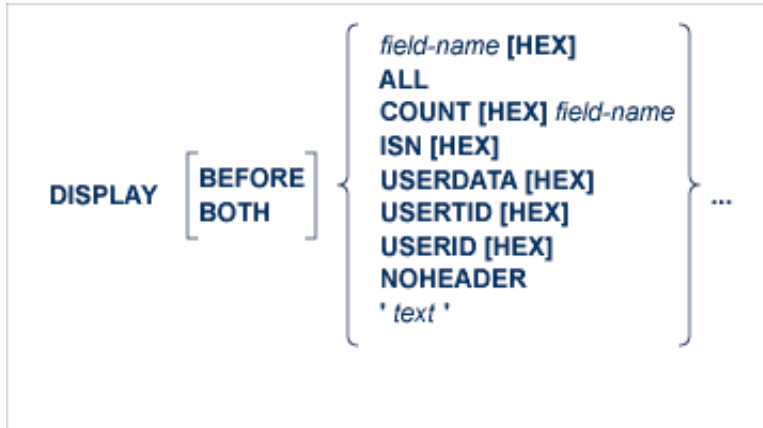 field-name [HEX]
ALL
COUNT [HEX] field-name
ISN [HEX]
DISPLAY [BEFORE BOTH] USERDATA [HEX] ...
USERTID [HEX]
USERID [HEX]
NOHEADER
' text '